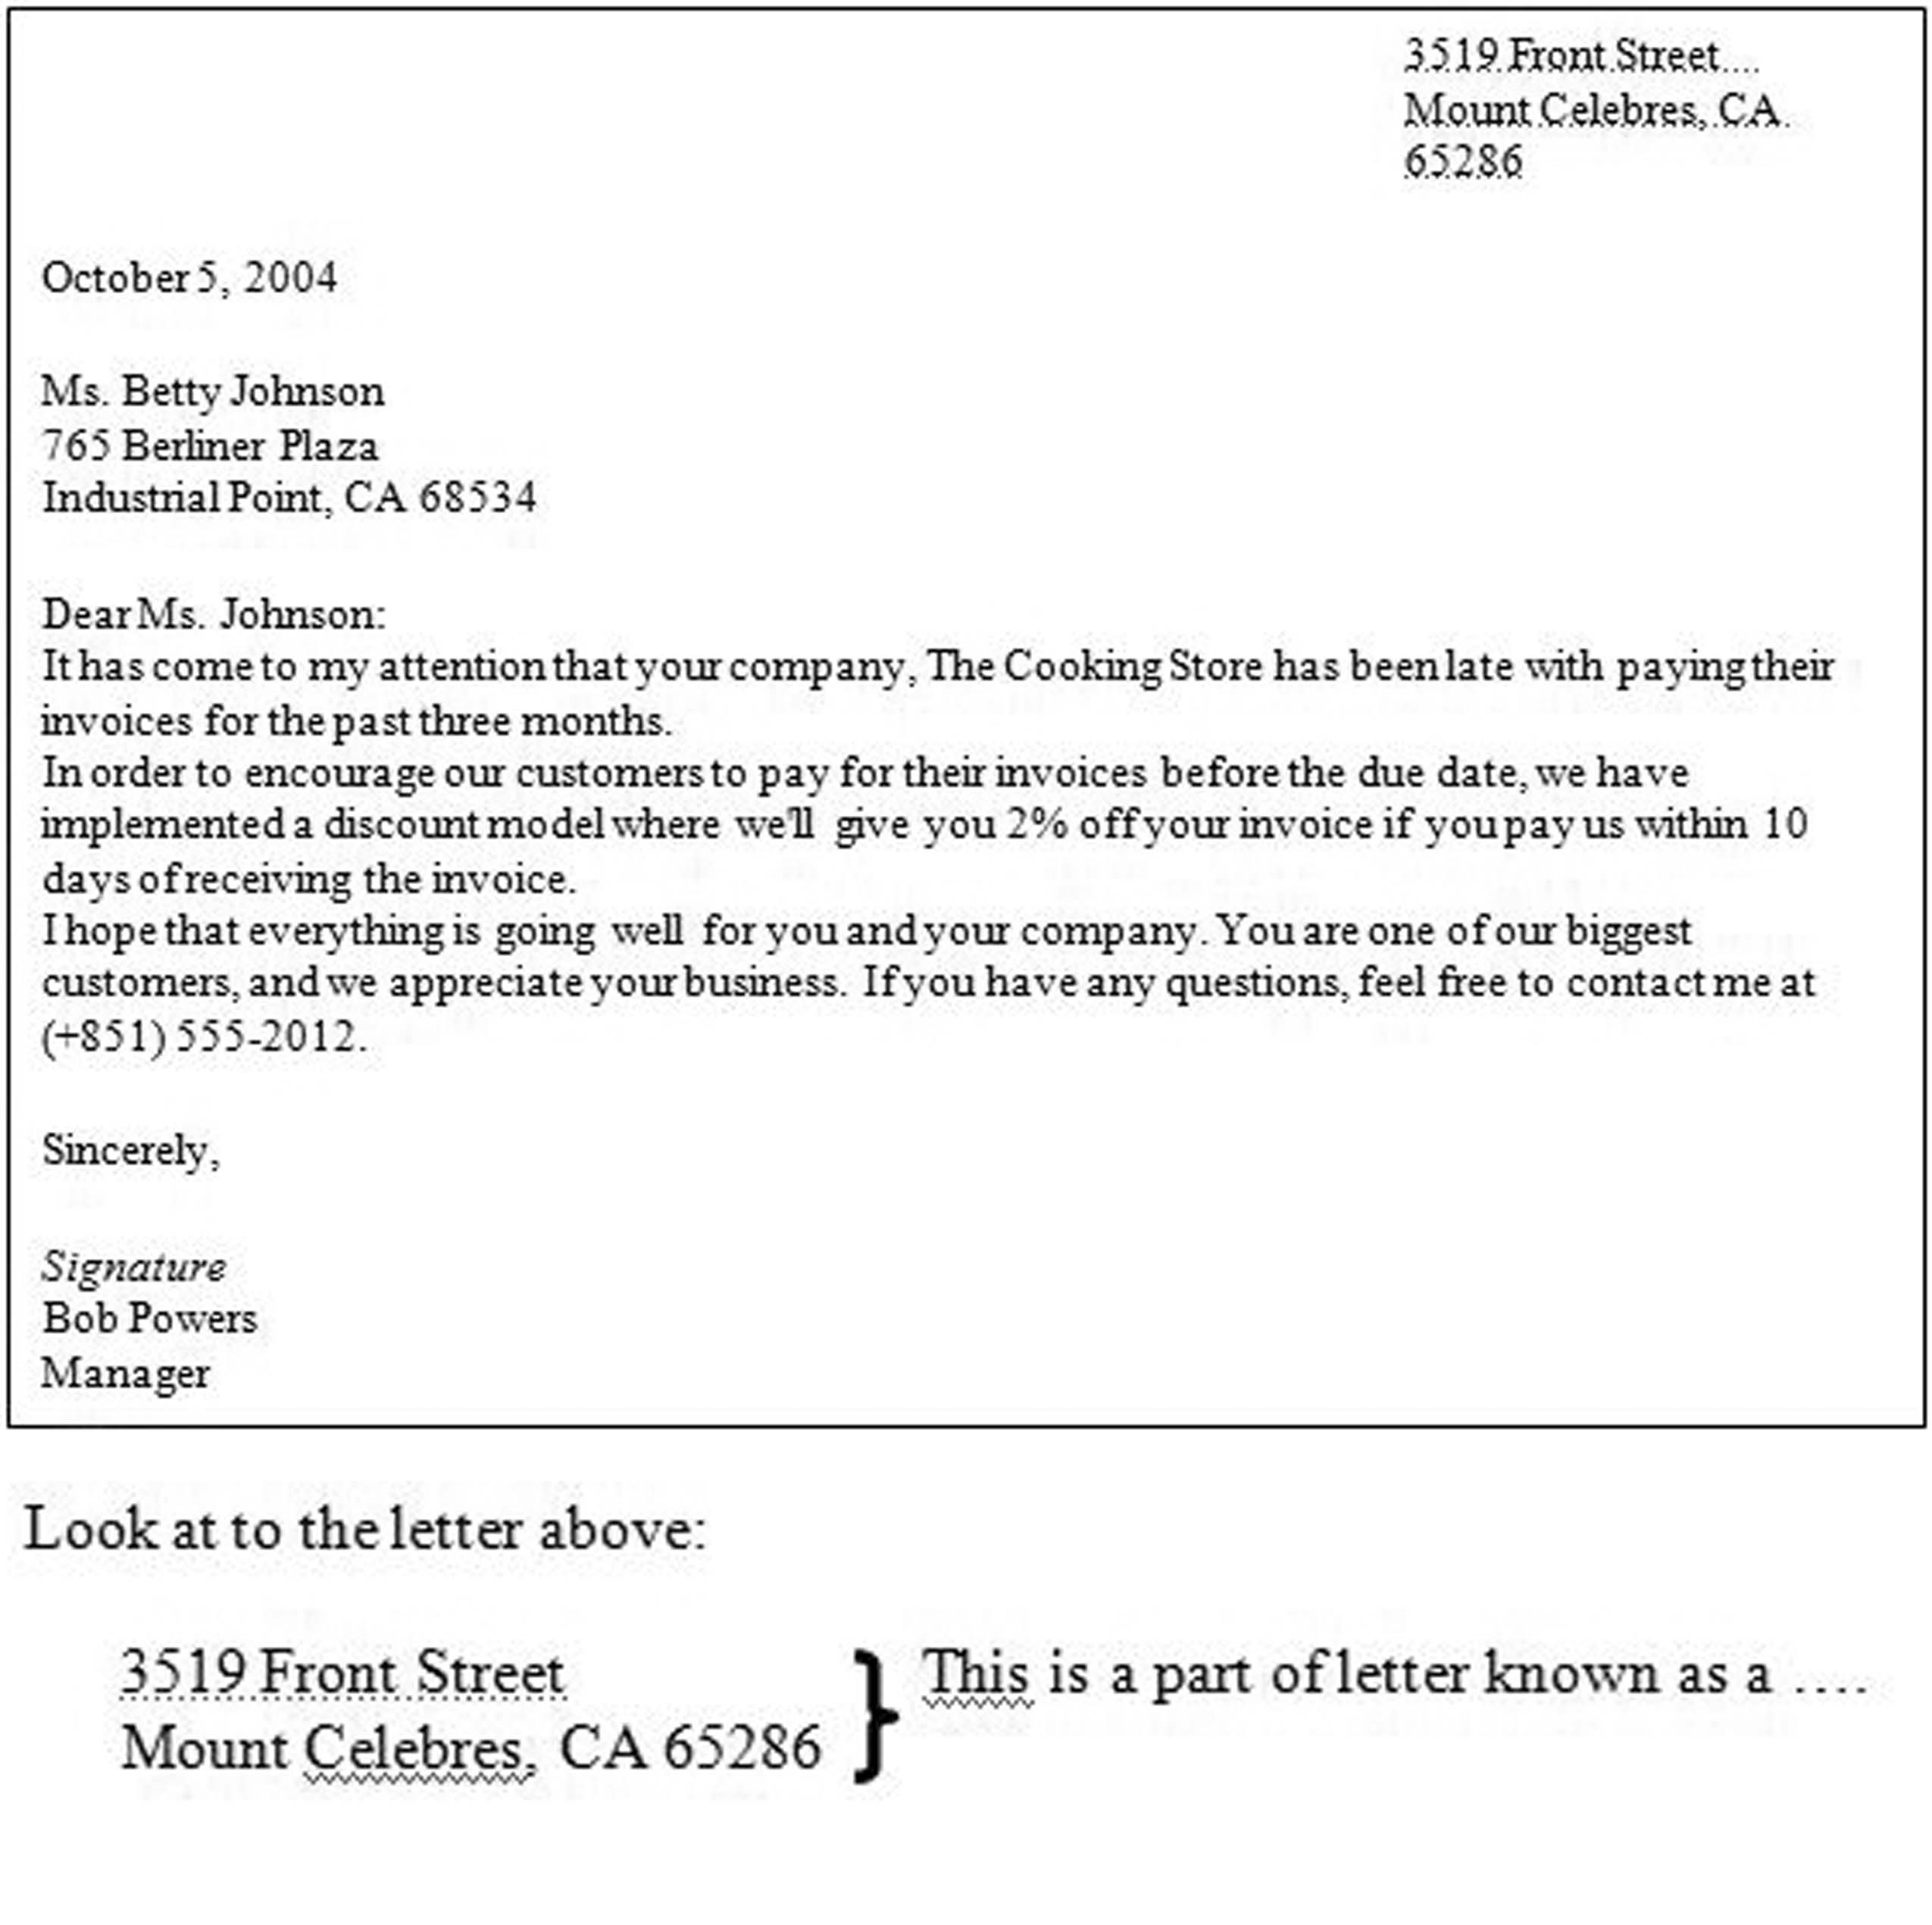 3519 Front Street....
Mount Celebres, CA.
65286
October 5, 2004
Ms. Betty Johnson
765 Berliner Plaza
Industrial Point, CA 68534
Dear Ms. Johnson:
It has come to my attention that your company, The Cooking Store has been late with paying their
invoices for the past three months.
In order to encourage our customers to pay for their invoices before the due date, we have
implemented a discount model where we'll give you 2% off your invoice if you pay us within 10
days of receiving the invoice.
I hope that everything is going well for you and your company. You are one of our biggest
customers, and we appreciate your business. If you have any questions, feel free to contact me at
(+851) 555-2012.
Sincerely,
Signature
Bob Powers
Manager
Look at to the letter above:
3519 Front Street
Mount Celebres, CA 65286
} This is a part of letter known as a ....